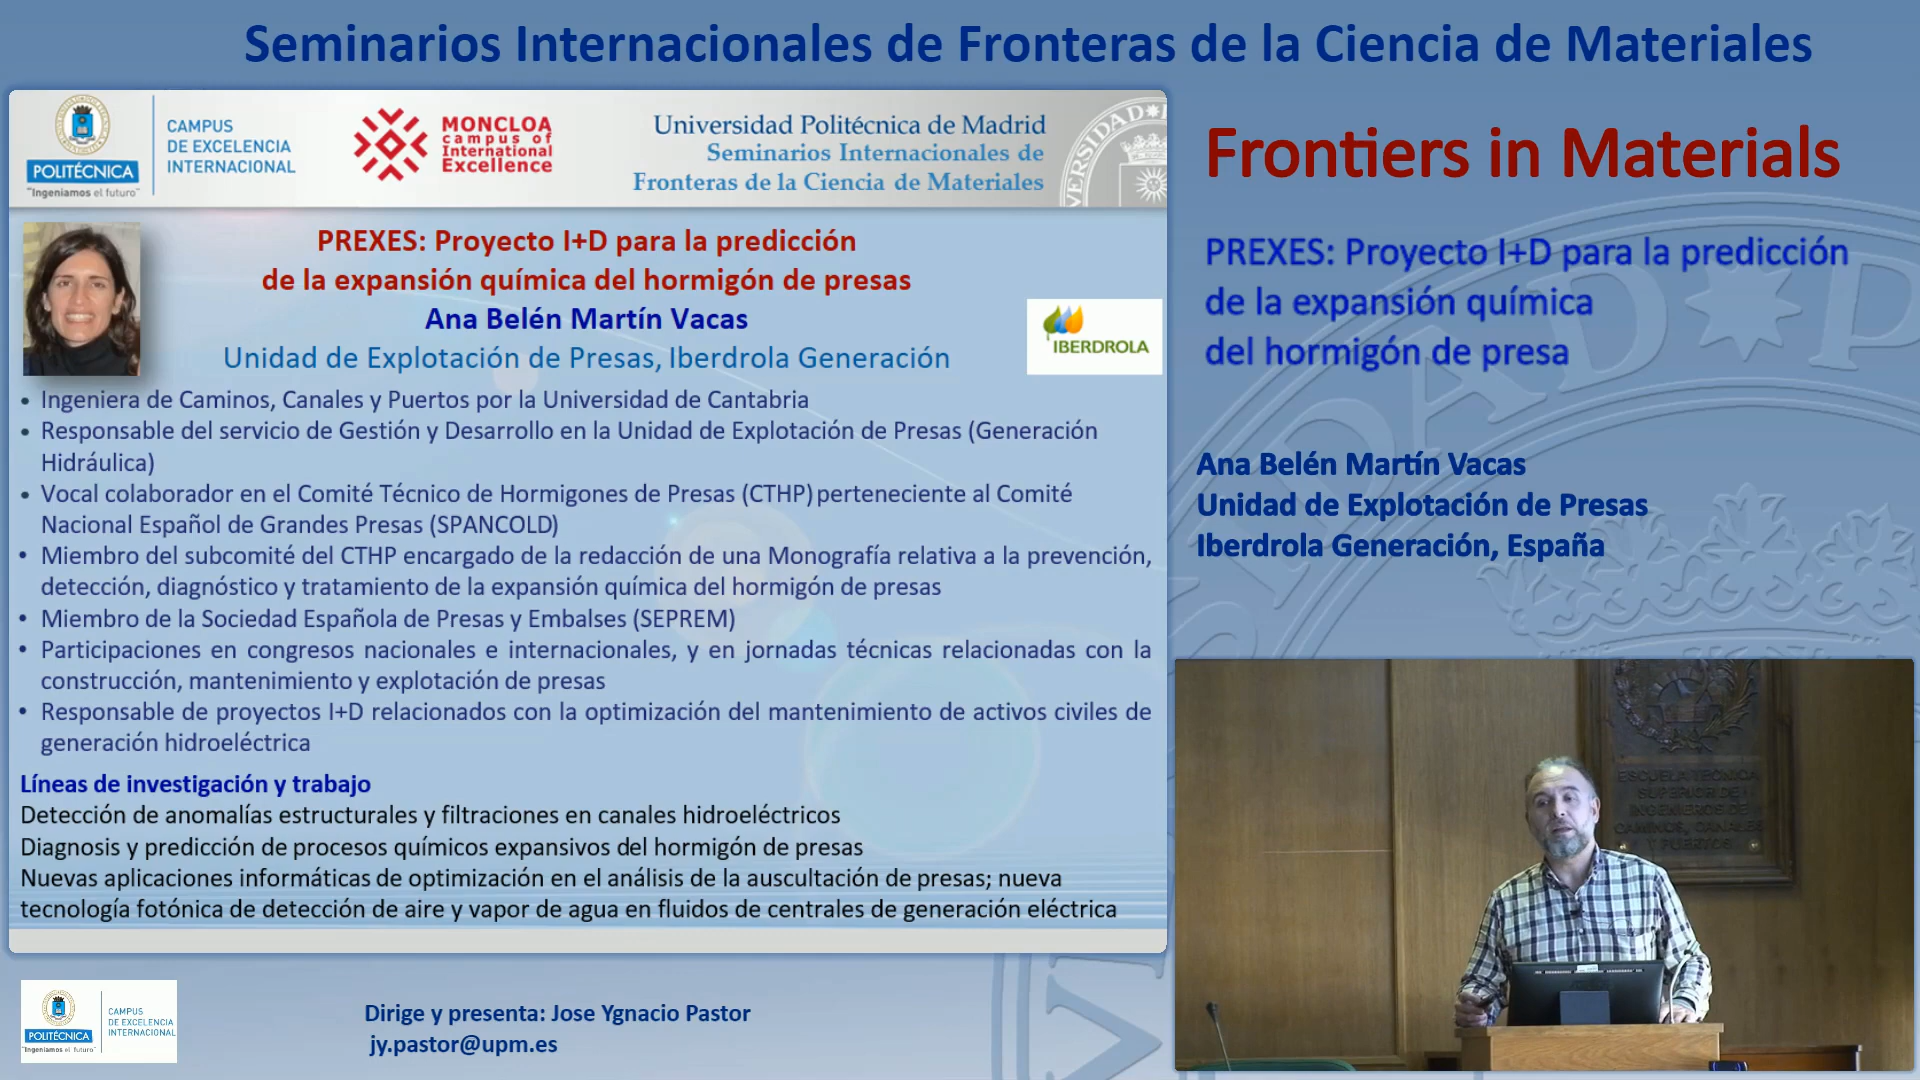 Seminarios Internacionales de Fronteras de la Ciencia de Materiales
POLITÉCNICA
"Ingeniamos el futuro"
CAMPUS
DE EXCELENCIA
INTERNACIONAL
MONCLOA
campus of
International
Excellence
Universidad Politécnica de Madrid
Seminarios Internacionales de
Fronteras de la Ciencia de Materiales
PREXES: Proyecto I+D para la predicción
de la expansión química del hormigón de presas
Ana Belén Martín Vacas
Unidad de Explotación de Presas, Iberdrola Generación
IBERDROLA
• Ingeniera de Caminos, Canales y Puertos por la Universidad de Cantabria
• Responsable del servicio de Gestión y Desarrollo en la Unidad de Explotación de Presas (Generación
Hidráulica)
• Vocal colaborador en el Comité Técnico de Hormigones de Presas (CTHP) perteneciente al Comité
Nacional Español de Grandes Presas (SPANCOLD)
• Miembro del subcomité del CTHP encargado de la redacción de una Monografía relativa a la prevención,
detección, diagnóstico y tratamiento de la expansión química del hormigón de presas
• Miembro de la Sociedad Española de Presas y Embalses (SEPREM)
• Participaciones en congresos nacionales e internacionales, y en jornadas técnicas relacionadas con la
construcción, mantenimiento y explotación de presas
• Responsable de proyectos I+D relacionados con la optimización del mantenimiento de activos civiles de
generación hidroeléctrica
Líneas de investigación y trabajo
Detección de anomalías estructurales y filtraciones en canales hidroeléctricos
Diagnosis y predicción de procesos químicos expansivos del hormigón de presas
Nuevas aplicaciones informáticas de optimización en el análisis de la auscultación de presas; nueva
tecnología fotónica de detección de aire y vapor de agua en fluidos de centrales de generación eléctrica
Frontiers in Materials
PREXES: Proyecto I+D para la predicción
de la expansión química
del hormigón de presa
Ana Belén Martín Vacas
Unidad de Explotación de Presas
Iberdrola Generación, España
ESCUELA TECNICA
SUPERIOR DE
INGENIEROS DE
CAMINOS, CANALES
Y PUERTOS
POLITÉCNICA
"Ingeniamos el futuro"
CAMPUS
DE EXCELENCIA
INTERNACIONAL
Dirige y presenta: Jose Ygnacio Pastor
jy.pastor@upm.es